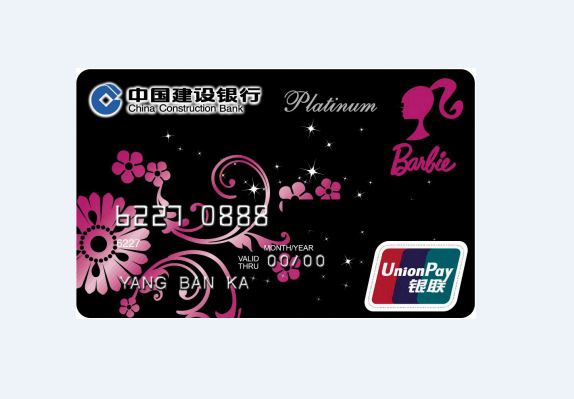 中国建设银行
China Construction Bank
Platinum
Barbie
6227 0888
6227
MONTH/YEAR
VALID
THRU
00/00
YANG BAN KA
UnionPay
银联